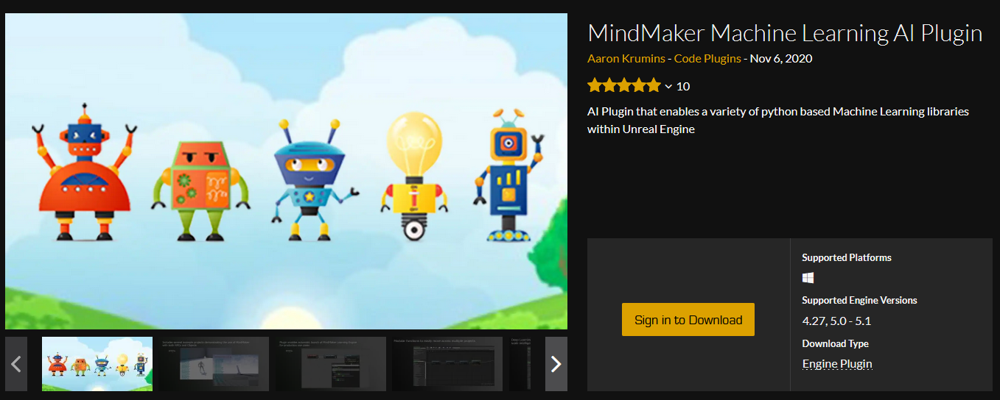 MindMaker Machine Learning AI Plugin
Aaron Krumins - Code Plugins - Nov 6, 2020
10
AI Plugin that enables a variety of python based Machine Learning libraries
within Unreal Engine
Sign in to Download
Supported Platforms
Supported Engine Versions
4.27, 5.0 - 5.1
Download Type
Engine Plugin